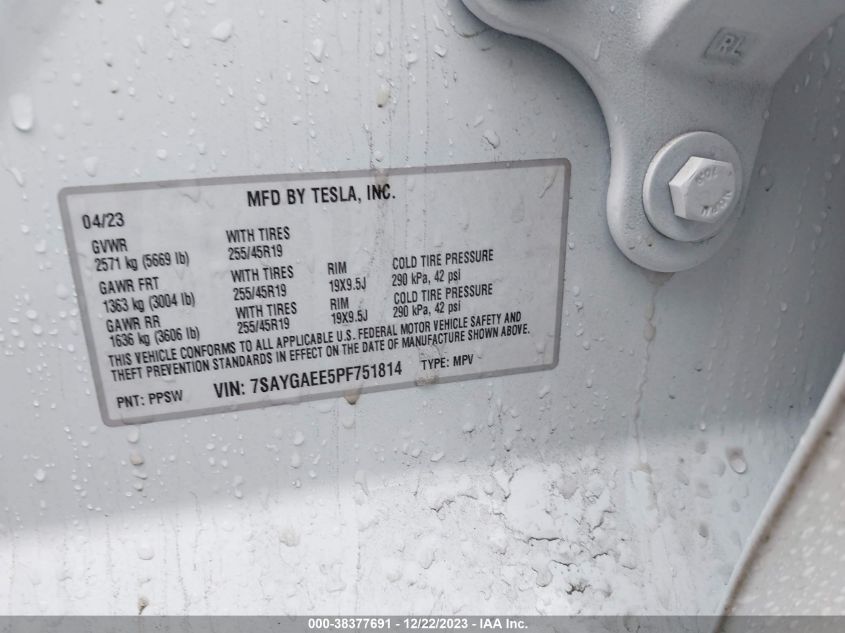 RL
MFD BY TESLA, INC.
04/23
GVWR WITH TIRES
2571 kg (5669 lb) 255/45R19
GAWR FRT WITH TIRES RIM COLD TIRE PRESSURE
1363 kg (3004 lb) 255/45R19 19X9.5J 290 kPa, 42 psi
GAWR RR WITH TIRES RIM COLD TIRE PRESSURE
1636 kg (3606 lb) 255/45R19 19X9.5J 290 kPa, 42 psi
THIS VEHICLE CONFORMS TO ALL APPLICABLE U.S. FEDERAL MOTOR VEHICLE SAFETY AND
THEFT PREVENTION STANDARDS IN EFFECT ON THE DATE OF MANUFACTURE SHOWN ABOVE.
PNT: PPSW VIN: 7SAYGAEE5PF751814 TYPE: MPV
000-38377691 - 12/22/2023 - IAA Inc.